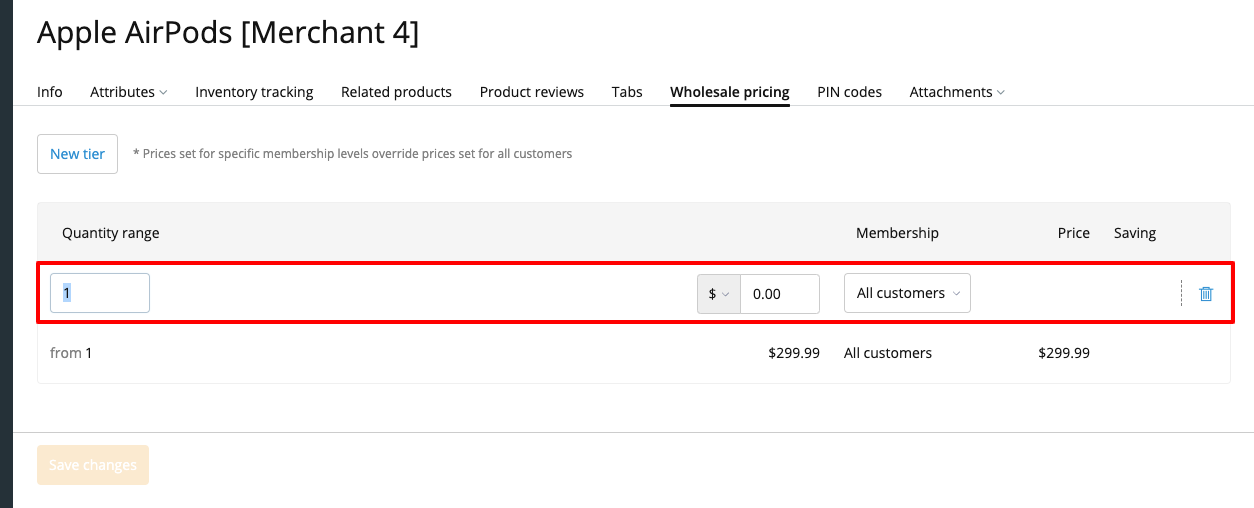 Apple AirPods [Merchant 4]
Info Attributes Inventory tracking Related products Product reviews Tabs Wholesale pricing PIN codes Attachments
New tier * Prices set for specific membership levels override prices set for all customers
Quantity range Membership Price Saving
1 $ 0.00 All customers
from 1 $299.99 All customers $299.99
Save changes